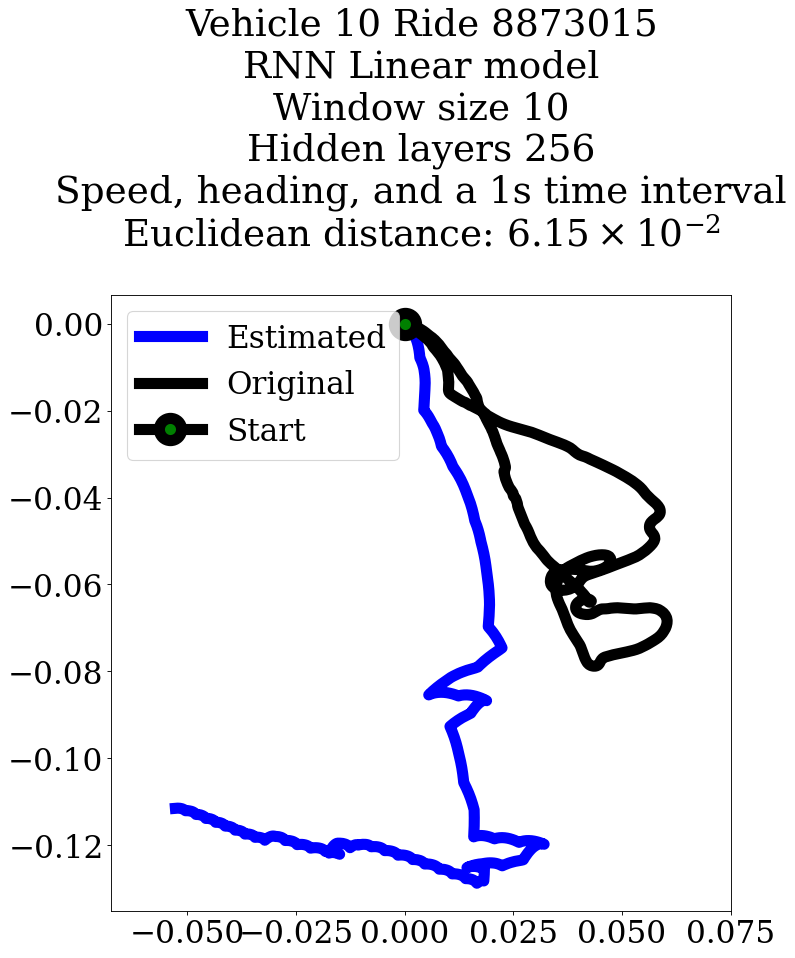 Vehicle 10 Ride 8873015
RNN Linear model
Window size 10
Hidden layers 256
Speed, heading, and a 1s time interval
Euclidean distance: 6.15 × 10⁻²
Estimated
Original
Start
0.00
−0.02
−0.04
−0.06
−0.08
−0.10
−0.12
−0.050 −0.025 0.000 0.025 0.050 0.075